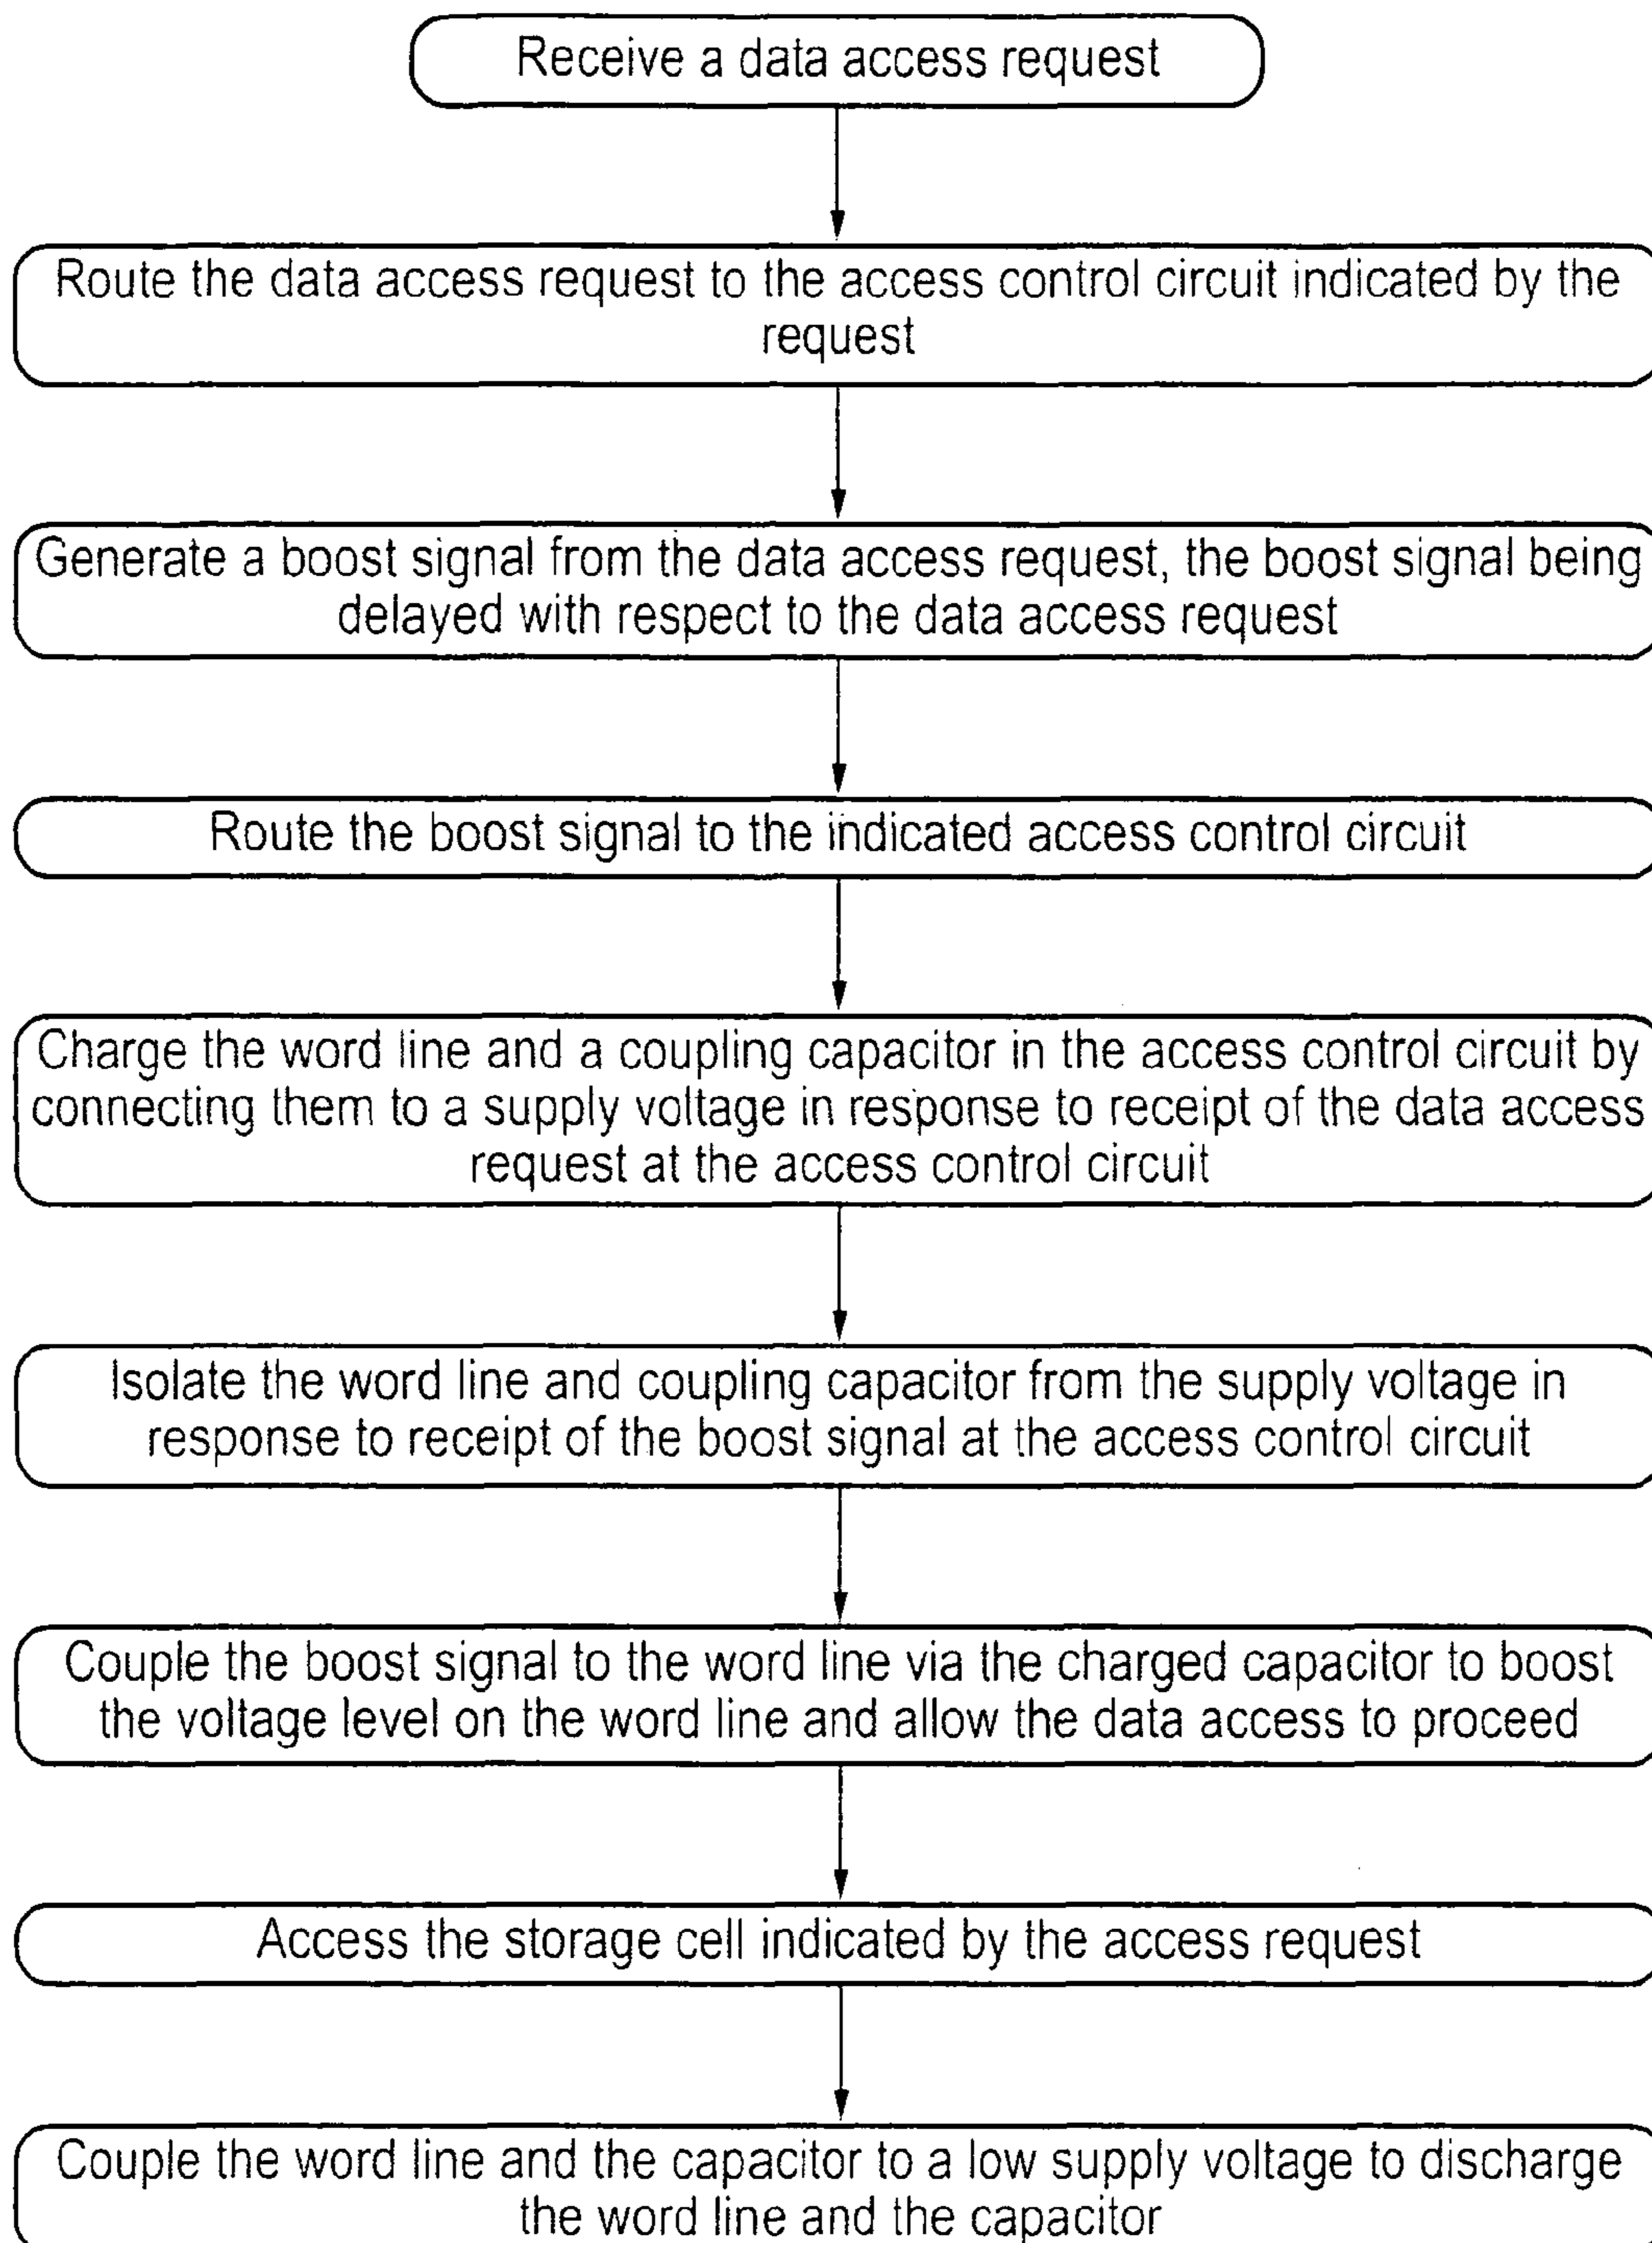 Receive a data access request
Route the data access request to the access control circuit indicated by the
request
Generate a boost signal from the data access request, the boost signal being
delayed with respect to the data access request
Route the boost signal to the indicated access control circuit
Charge the word line and a coupling capacitor in the access control circuit by
connecting them to a supply voltage in response to receipt of the data access
request at the access control circuit
Isolate the word line and coupling capacitor from the supply voltage in
response to receipt of the boost signal at the access control circuit
Couple the boost signal to the word line via the charged capacitor to boost
the voltage level on the word line and allow the data access to proceed
Access the storage cell indicated by the access request
Couple the word line and the capacitor to a low supply voltage to discharge
the word line and the capacitor